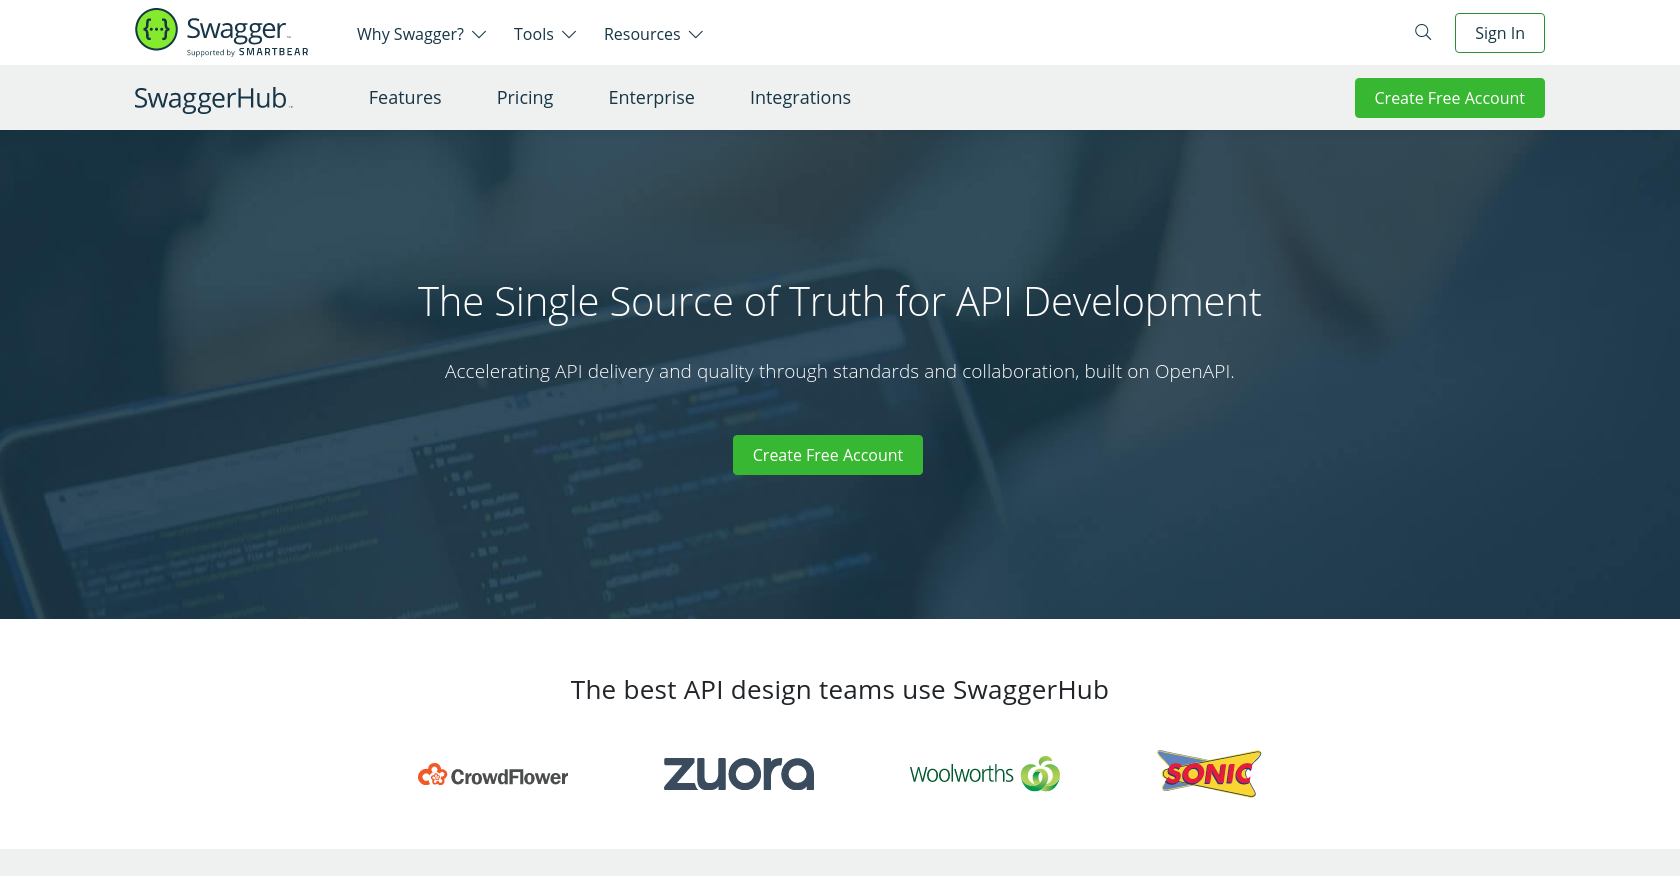 Swagger
Supported by SMARTBEAR
Why Swagger?
Tools
Resources
Sign In
SwaggerHub
Features
Pricing
Enterprise
Integrations
Create Free Account
The Single Source of Truth for API Development
Accelerating API delivery and quality through standards and collaboration, built on OpenAPI.
Create Free Account
The best API design teams use SwaggerHub
CrowdFlower
zuora
Woolworths
SONIC